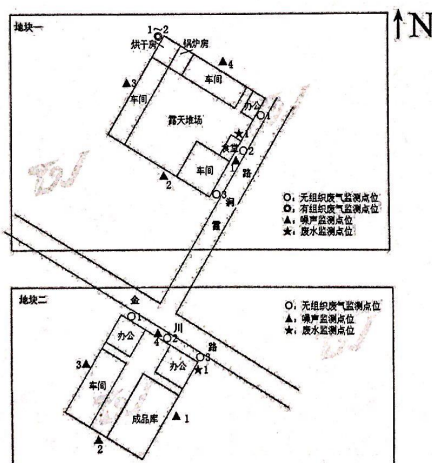 地块一
N
1~2
烘干房
锅炉房
4
车间
3
车间
办公
1
露天堆场
1
食堂
2
1
车间
3
2
路
涧
霞
○: 无组织废气监测点位
◎: 有组织废气监测点位
▲: 噪声监测点位
★: 废水监测点位
地块二
金
川
路
1
办公
4
2
3
1
办公
3
车间
成品库
1
2
○: 无组织废气监测点位
▲: 噪声监测点位
★: 废水监测点位